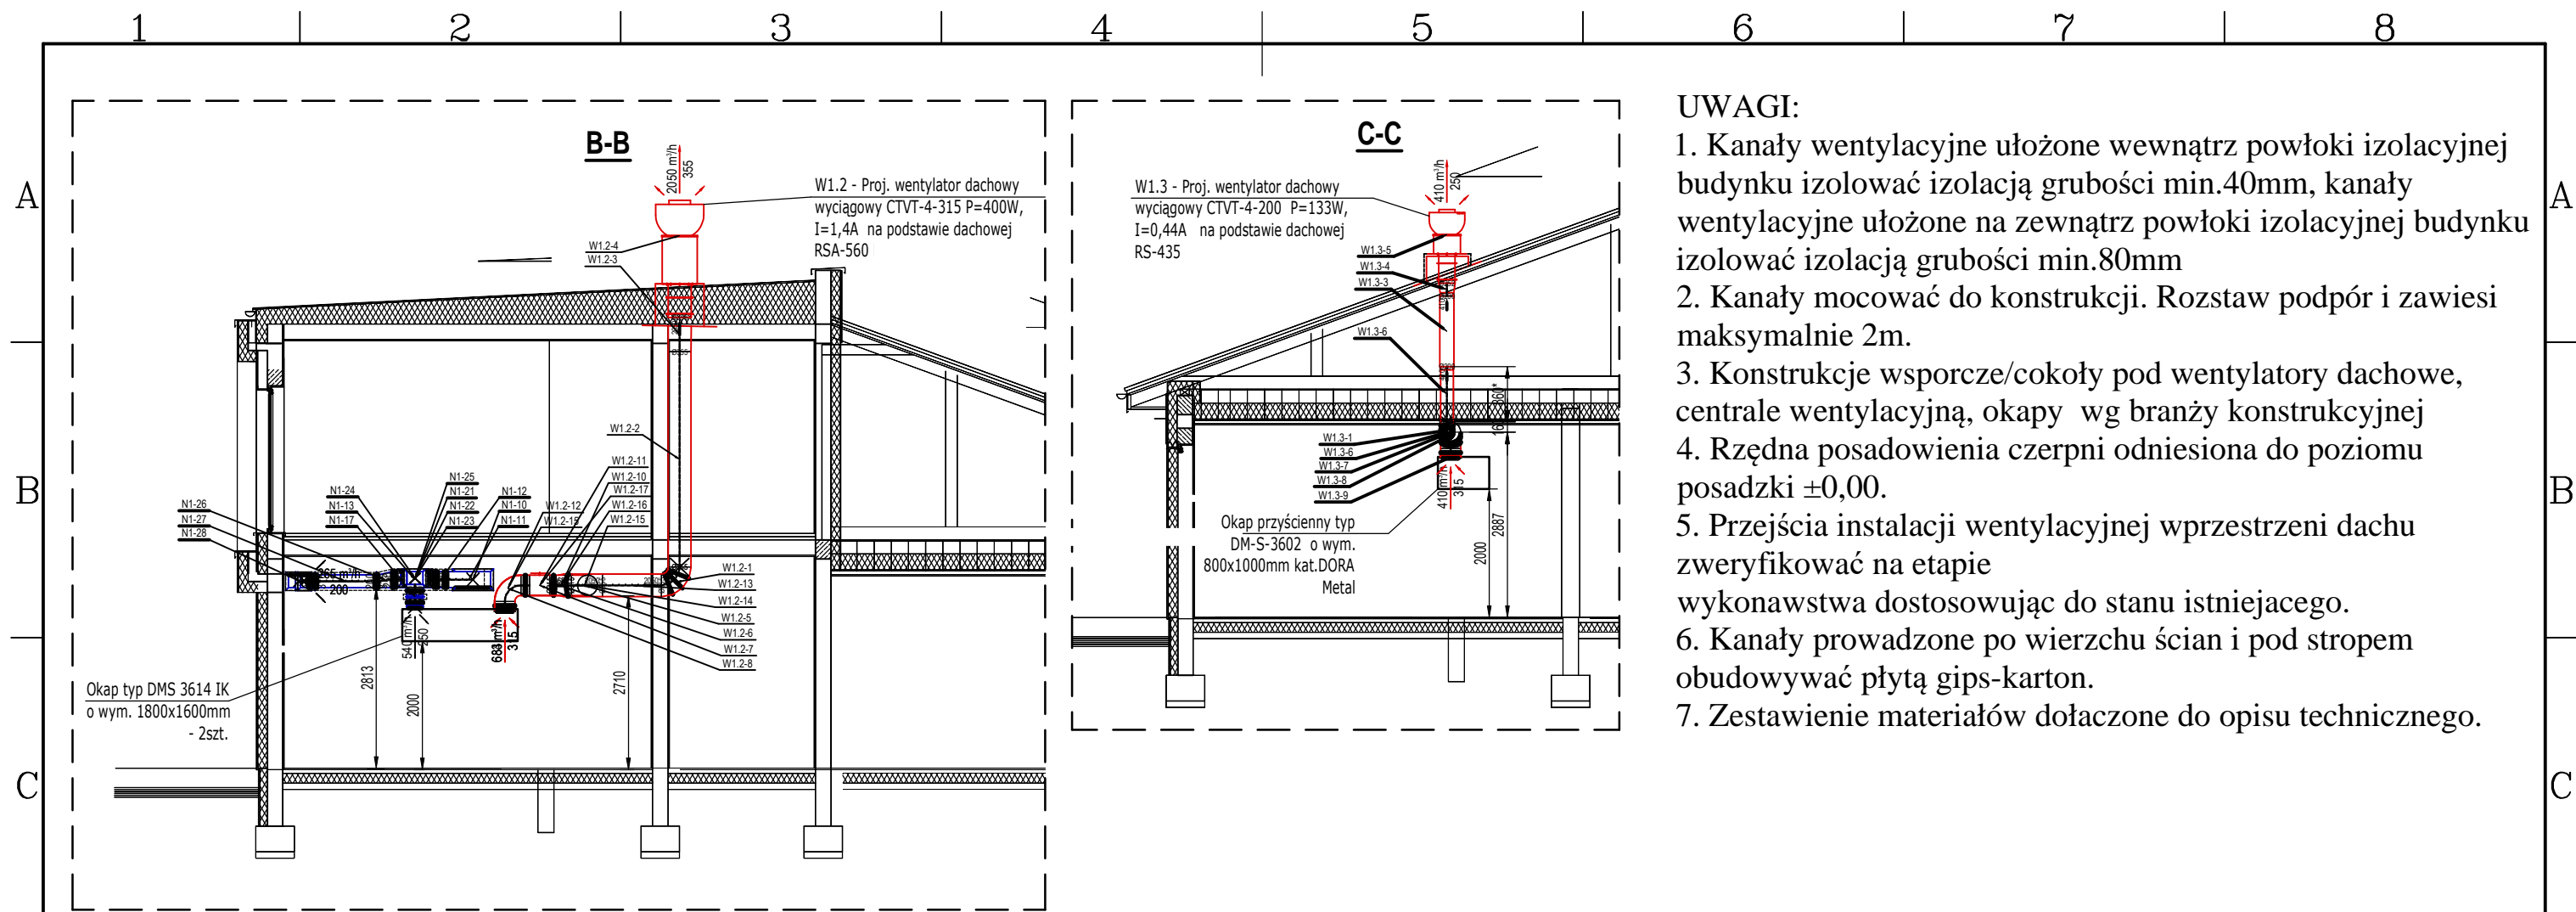 1 2 3 4 5 6 7 8
A
B
C
A
B
C
B-B
2050 m³/h
355
W1.2 - Proj. wentylator dachowy
wyciągowy CTVT-4-315 P=400W,
I=1,4A na podstawie dachowej
RSA-560
W1.2-4
W1.2-3
W1.2-2
W1.2-11
W1.2-10
W1.2-17
W1.2-16
W1.2-15
W1.2-12
W1.2-15
N1-25
N1-21
N1-22
N1-23
N1-12
N1-10
N1-11
N1-24
N1-13
N1-17
N1-26
N1-27
N1-28
265 m³/h
200
W1.2-1
W1.2-13
W1.2-14
W1.2-5
W1.2-6
W1.2-7
W1.2-8
540 m³/h
250
683 m³/h
315
2813
2000
2710
Okap typ DMS 3614 IK
o wym. 1800x1600mm
- 2szt.
C-C
410 m³/h
250
W1.3 - Proj. wentylator dachowy
wyciągowy CTVT-4-200 P=133W,
I=0,44A na podstawie dachowej
RS-435
W1.3-5
W1.3-4
W1.3-3
W1.3-6
W1.3-1
W1.3-6
W1.3-7
W1.3-8
W1.3-9
410 m³/h
315
2887
2000
Okap przyścienny typ
DM-S-3602 o wym.
800x1000mm kat.DORA
Metal
UWAGI:
1. Kanały wentylacyjne ułożone wewnątrz powłoki izolacyjnej
budynku izolować izolacją grubości min.40mm, kanały
wentylacyjne ułożone na zewnątrz powłoki izolacyjnej budynku
izolować izolacją grubości min.80mm
2. Kanały mocować do konstrukcji. Rozstaw podpór i zawiesi
maksymalnie 2m.
3. Konstrukcje wsporcze/cokoły pod wentylatory dachowe,
centrale wentylacyjną, okapy wg branży konstrukcyjnej
4. Rzędna posadowienia czerpni odniesiona do poziomu
posadzki ±0,00.
5. Przejścia instalacji wentylacyjnej wprzestrzeni dachu
zweryfikować na etapie
wykonawstwa dostosowując do stanu istniejacego.
6. Kanały prowadzone po wierzchu ścian i pod stropem
obudowywać płytą gips-karton.
7. Zestawienie materiałów dołaczone do opisu technicznego.